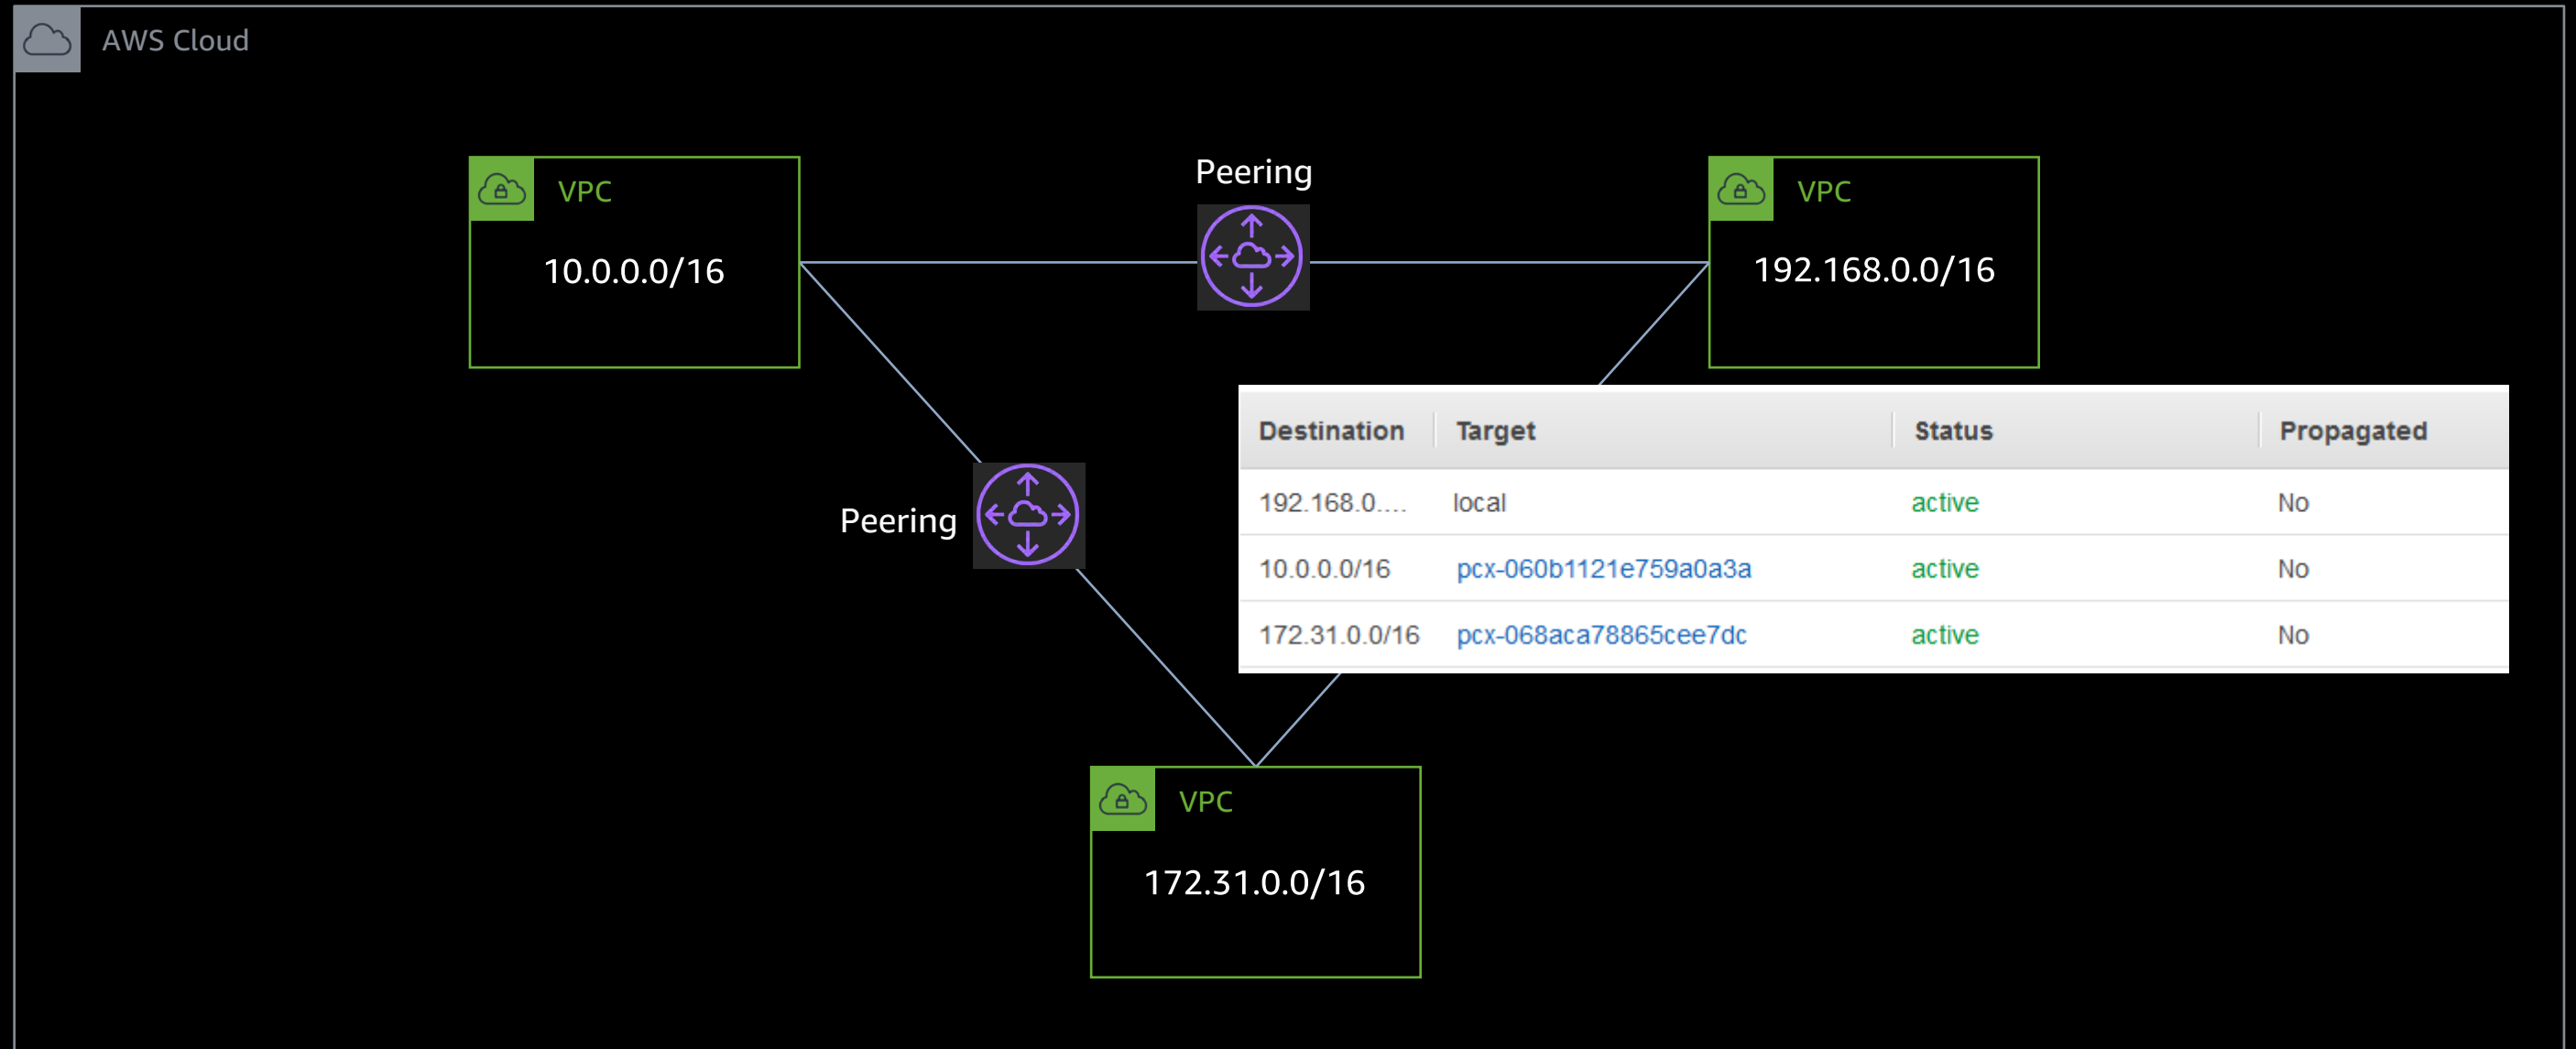 AWS Cloud
VPC
10.0.0.0/16
Peering
VPC
192.168.0.0/16
Destination Target Status Propagated
192.168.0.... local active No
10.0.0.0/16 pcx-060b1121e759a0a3a active No
172.31.0.0/16 pcx-068aca78865cee7dc active No
Peering
VPC
172.31.0.0/16